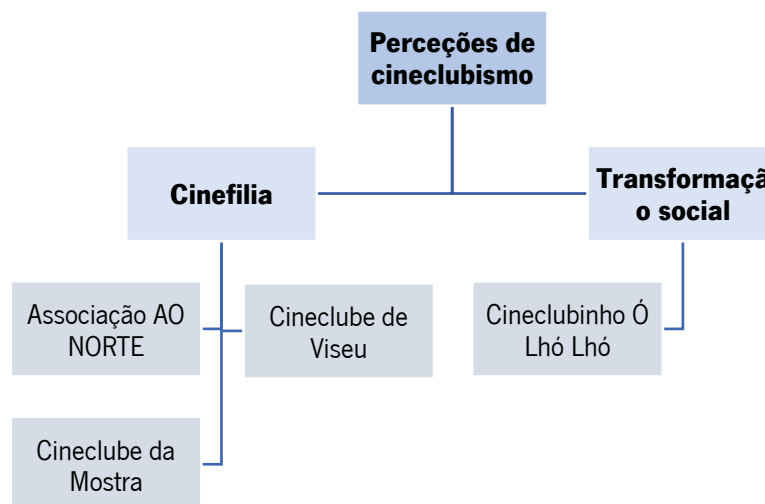 Perceções de
cineclubismo
Cinefilia
Transformaçã
o social
Associação AO
NORTE
Cineclube de
Viseu
Cineclubinho Ó
Lhó Lhó
Cineclube da
Mostra